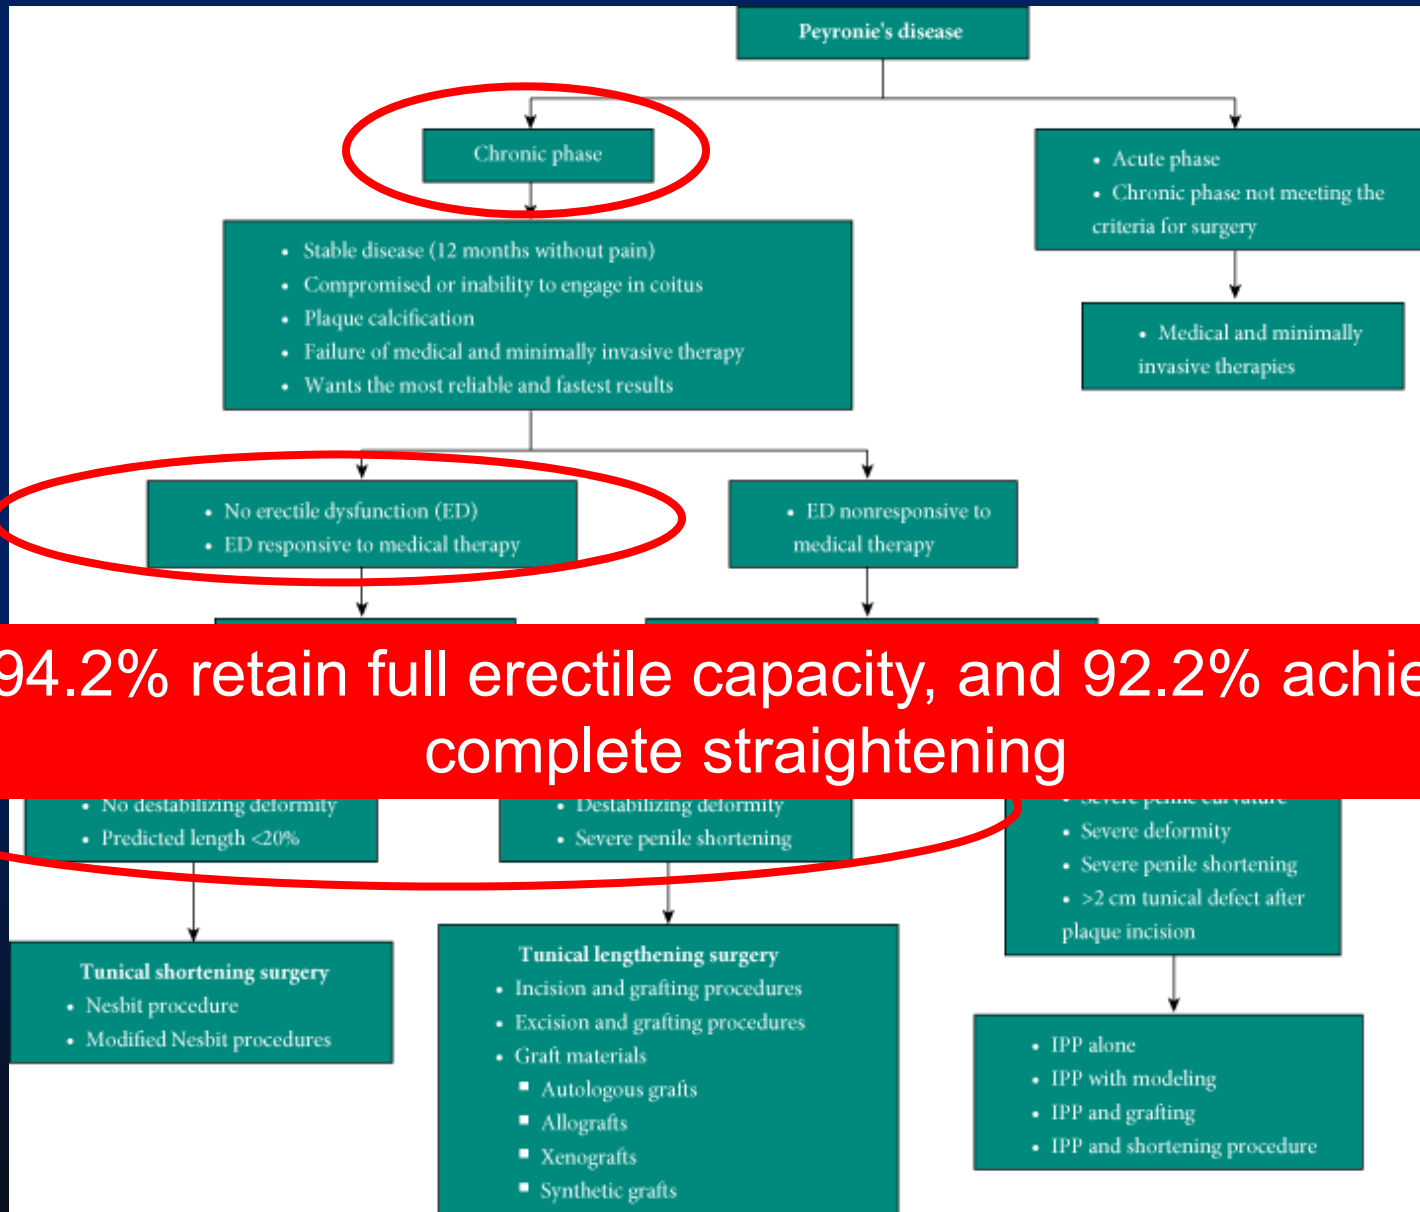 Peyronie's disease
Chronic phase
• Acute phase
• Chronic phase not meeting the
criteria for surgery
• Stable disease (12 months without pain)
• Compromised or inability to engage in coitus
• Plaque calcification
• Failure of medical and minimally invasive therapy
• Wants the most reliable and fastest results
• Medical and minimally
invasive therapies
• No erectile dysfunction (ED)
• ED responsive to medical therapy
• ED nonresponsive to
medical therapy
94.2% retain full erectile capacity, and 92.2% achie
complete straightening
• No destabilizing deformity
• Predicted length <20%
• Destabilizing deformity
• Severe penile shortening
• Severe penile curvature
• Severe deformity
• Severe penile shortening
• >2 cm tunical defect after
plaque incision
Tunical shortening surgery
• Nesbit procedure
• Modified Nesbit procedures
Tunical lengthening surgery
• Incision and grafting procedures
• Excision and grafting procedures
• Graft materials
▪ Autologous grafts
▪ Allografts
▪ Xenografts
▪ Synthetic grafts
• IPP alone
• IPP with modeling
• IPP and grafting
• IPP and shortening procedure